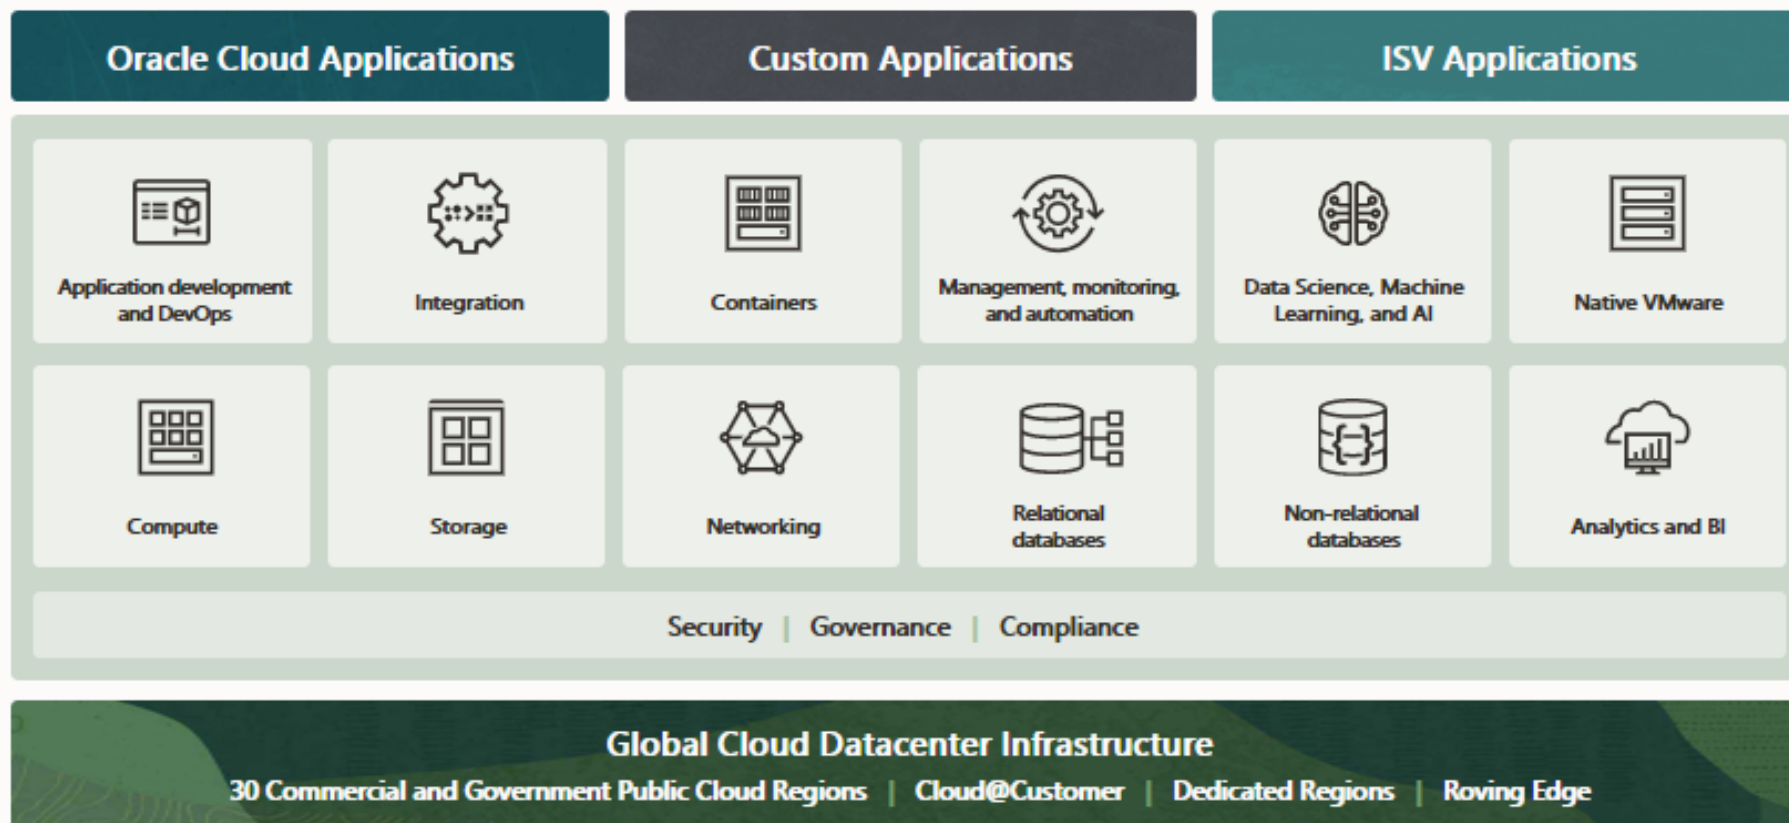 Oracle Cloud Applications
Custom Applications
ISV Applications
Application development
and DevOps
Integration
Containers
Management, monitoring,
and automation
Data Science, Machine
Learning, and AI
Native VMware
Compute
Storage
Networking
Relational
databases
Non-relational
databases
Analytics and BI
Security | Governance | Compliance
Global Cloud Datacenter Infrastructure
30 Commercial and Government Public Cloud Regions | Cloud@Customer | Dedicated Regions | Roving Edge